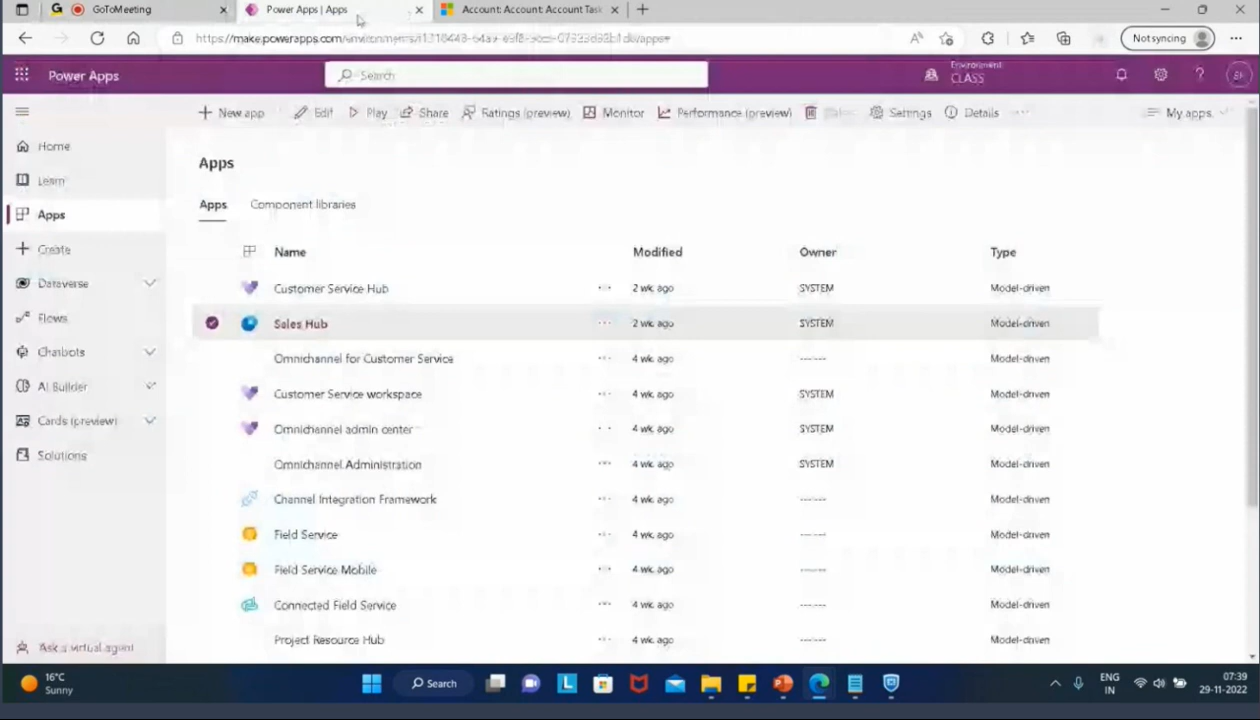 GoToMeeting
Power Apps | Apps
Account: Account: Account Task
Not syncing
Power Apps
Search
Environment
CLASS
New app
Edit
Play
Share
Ratings (preview)
Monitor
Performance (preview)
Settings
Details
My apps
Home
Learn
Apps
Create
Dataverse
Flows
Chatbots
AI Builder
Cards (preview)
Solutions
Ask a virtual agent
Apps
Apps Component libraries
Name Modified Owner Type
Customer Service Hub ... 2 wk ago SYSTEM Model-driven
Sales Hub ... 2 wk ago SYSTEM Model-driven
Omnichannel for Customer Service ... 4 wk ago ------ Model-driven
Customer Service workspace ... 4 wk ago SYSTEM Model-driven
Omnichannel admin center ... 4 wk ago SYSTEM Model-driven
Omnichannel Administration ... 4 wk ago SYSTEM Model-driven
Channel Integration Framework ... 4 wk ago ------ Model-driven
Field Service ... 4 wk ago ------ Model-driven
Field Service Mobile ... 4 wk ago ------ Model-driven
Connected Field Service ... 4 wk ago ------ Model-driven
Project Resource Hub ... 4 wk ago ------ Model-driven
16°C
Sunny
Search
ENG
IN
07:39
29-11-2022